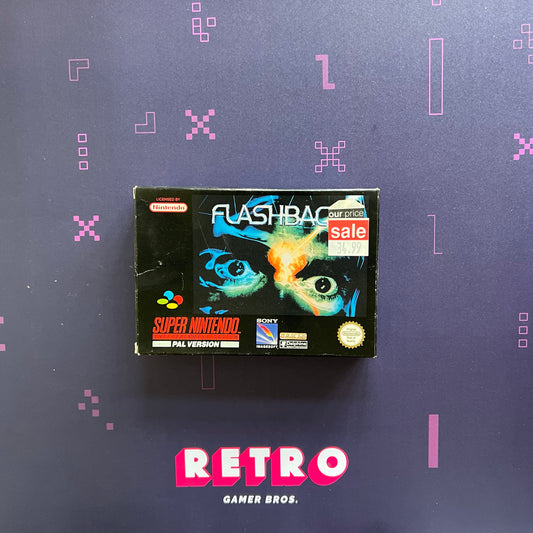 LICENSED BY
Nintendo
FLASHBAC
our price
sale
34.99
SUPER NINTENDO
PAL VERSION
SONY
RETRO
GAMER BROS.